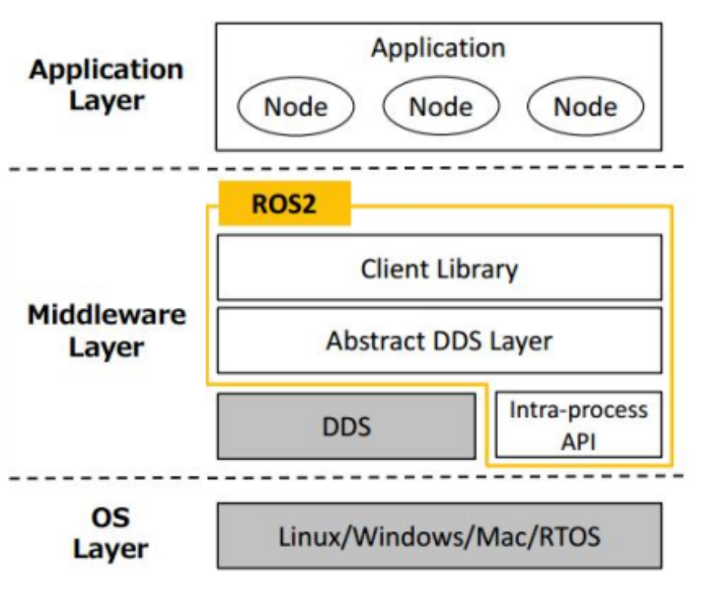 Application
Layer
Application
Node Node Node
ROS2
Client Library
Middleware
Layer
Abstract DDS Layer
DDS
Intra-process
API
OS
Layer
Linux/Windows/Mac/RTOS